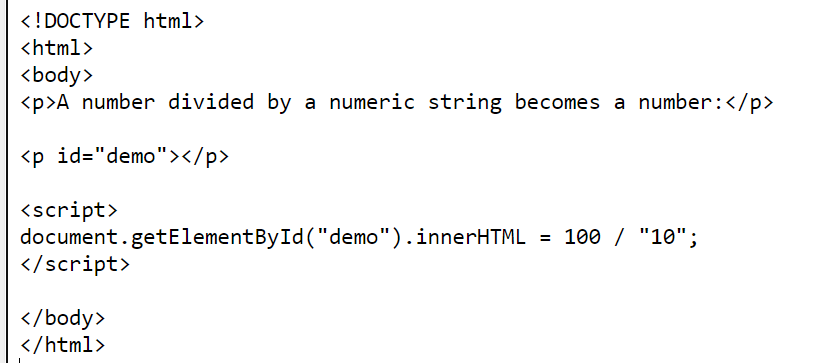 <!DOCTYPE html>
<html>
<body>
<p>A number divided by a numeric string becomes a number:</p>
<p id="demo"></p>
<script>
document.getElementById("demo").innerHTML = 100 / "10";
</script>
</body>
</html>